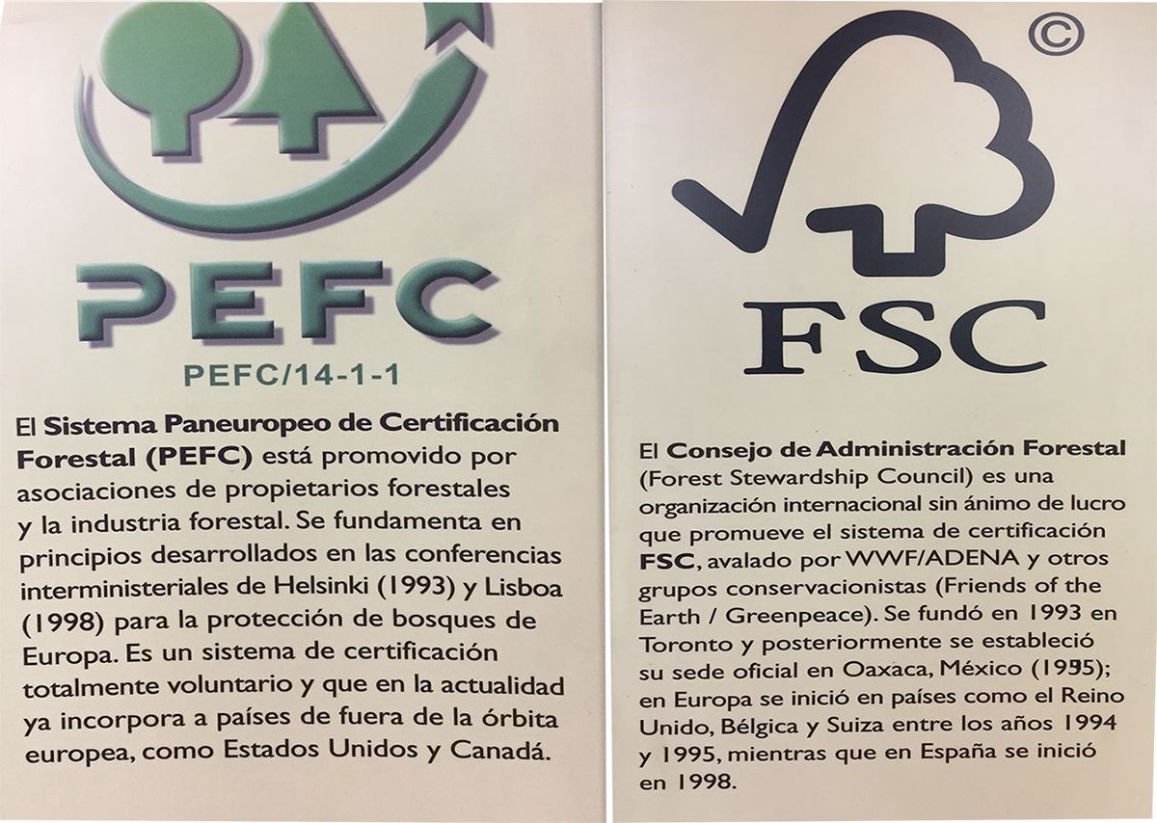 PEFC
PEFC/14-1-1
El Sistema Paneuropeo de Certificación
Forestal (PEFC) está promovido por
asociaciones de propietarios forestales
y la industria forestal. Se fundamenta en
principios desarrollados en las conferencias
interministeriales de Helsinki (1993) y Lisboa
(1998) para la protección de bosques de
Europa. Es un sistema de certificación
totalmente voluntario y que en la actualidad
ya incorpora a países de fuera de la órbita
europea, como Estados Unidos y Canadá.
©
FSC
El Consejo de Administración Forestal
(Forest Stewardship Council) es una
organización internacional sin ánimo de lucro
que promueve el sistema de certificación
FSC, avalado por WWF/ADENA y otros
grupos conservacionistas (Friends of the
Earth / Greenpeace). Se fundó en 1993 en
Toronto y posteriormente se estableció
su sede oficial en Oaxaca, México
en Europa se inició en países como el Reino
Unido, Bélgica y Suiza entre los años 1994
y 1995, mientras que en España se inició
en 1998.